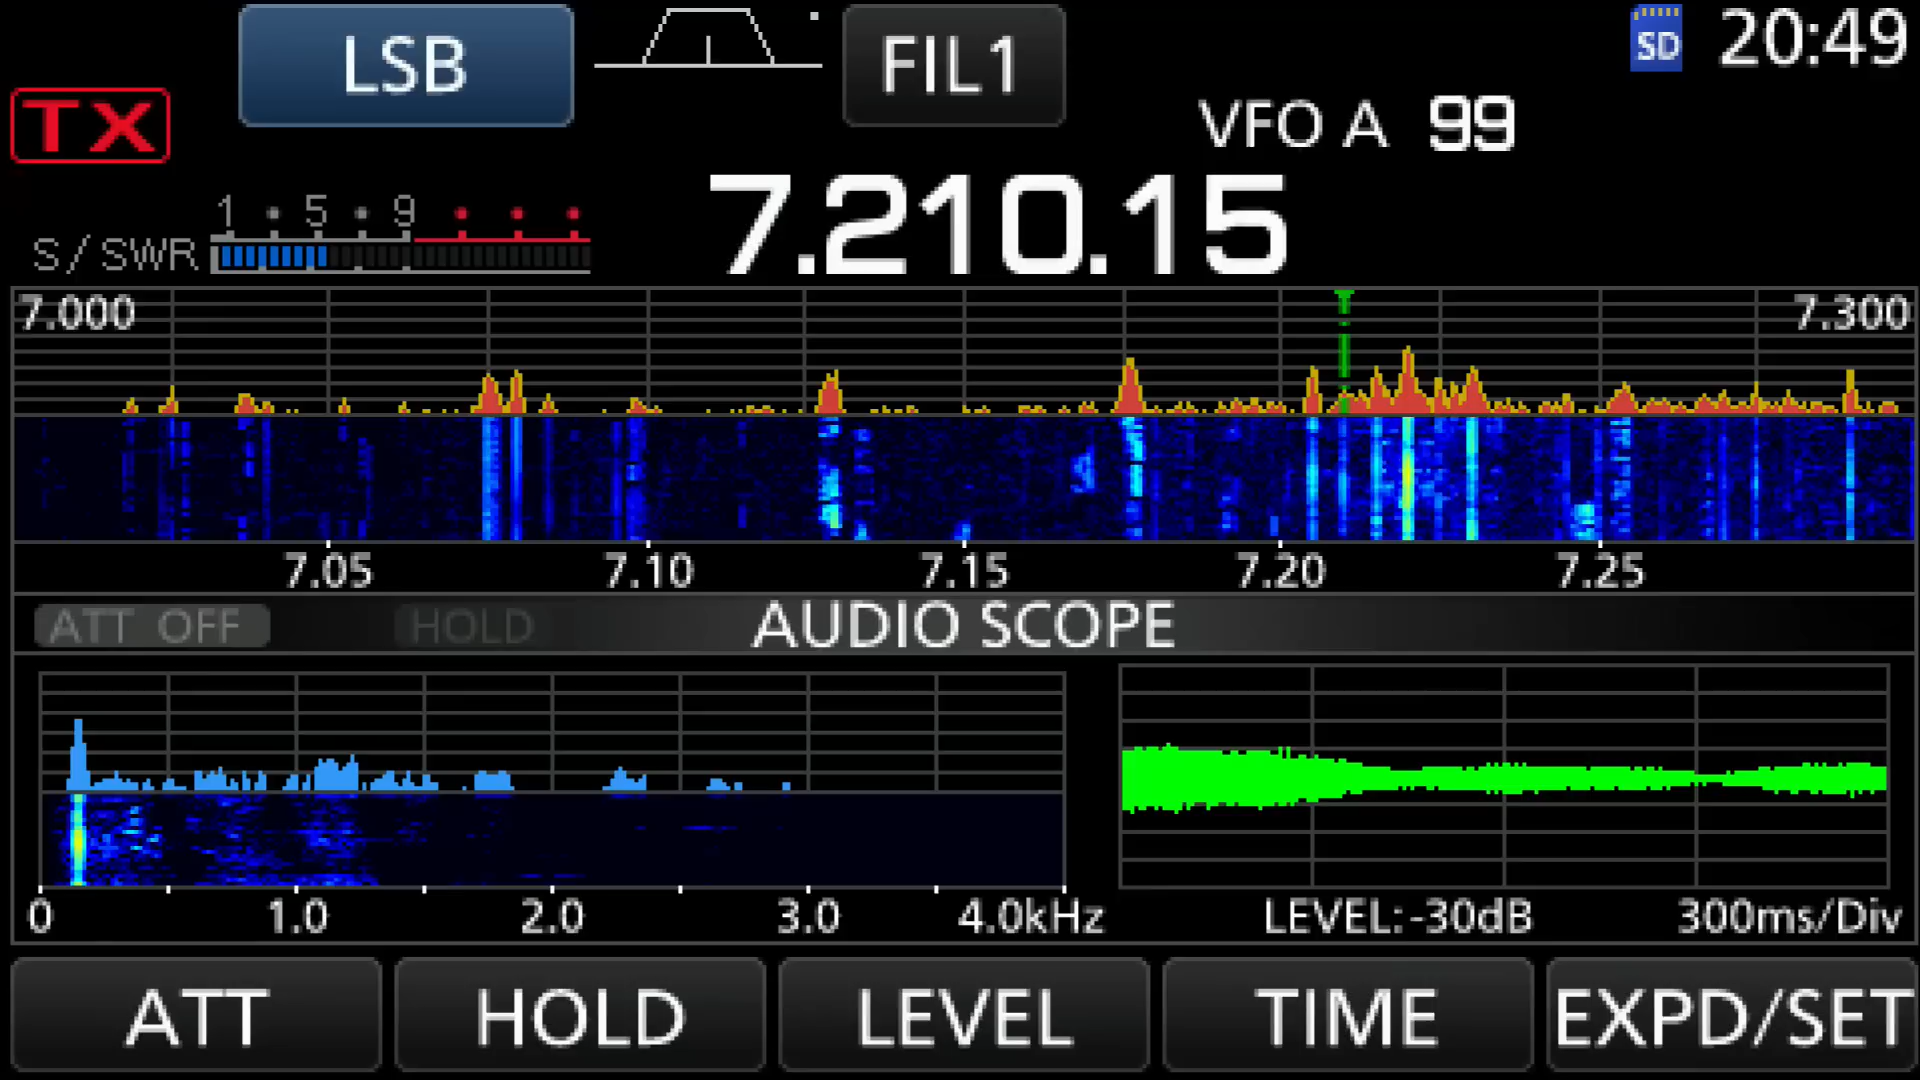 LSB
FIL1
SD
20:49
TX
VFO A 99
1 5 9
S/SWR
7.210.15
7.000
7.300
7.05 7.10 7.15 7.20 7.25
ATT OFF
HOLD
AUDIO SCOPE
0 1.0 2.0 3.0 4.0kHz
LEVEL:-30dB
300ms/Div
ATT
HOLD
LEVEL
TIME
EXPD/SET